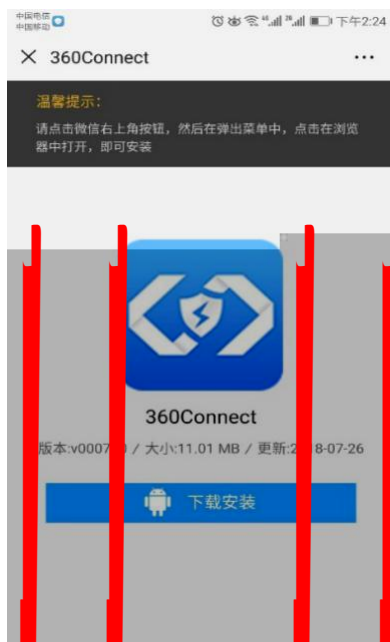 中国电信
中国移动
下午2:24
360Connect
温馨提示：
请点击微信右上角按钮，然后在弹出菜单中，点击在浏览
器中打开，即可安装
360Connect
大小:11.01 MB / 更新:2 18-07-26
下载安装